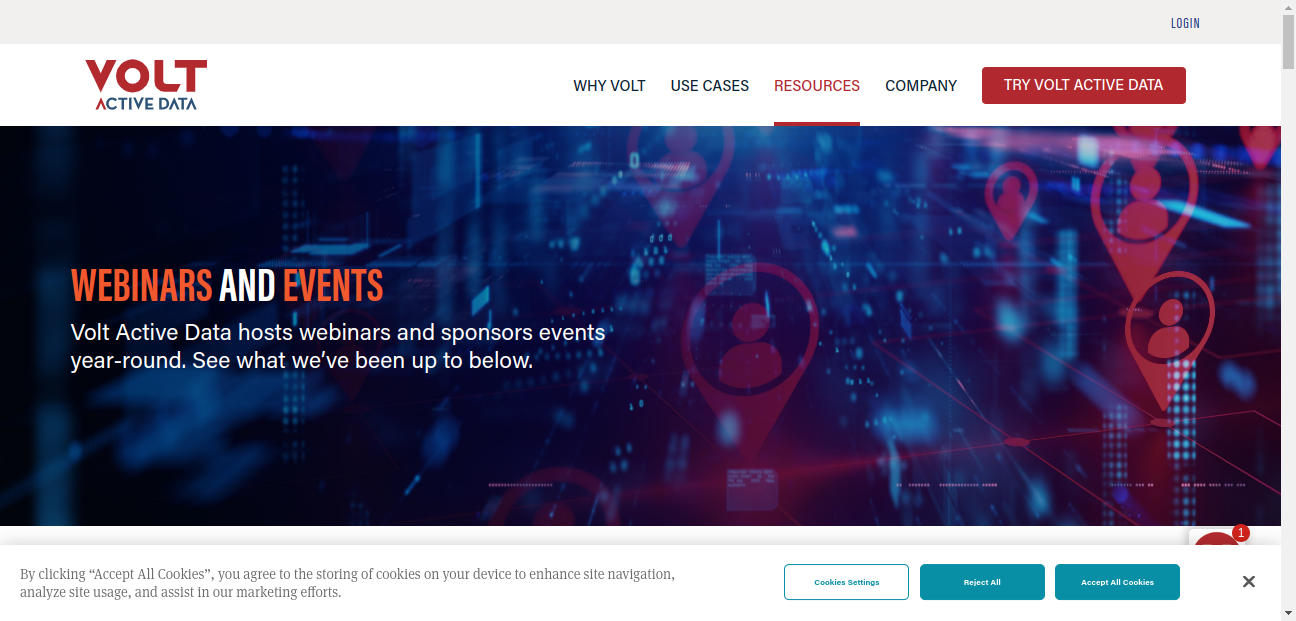 LOGIN
VOLT
ACTIVE DATA
WHY VOLT
USE CASES
RESOURCES
COMPANY
TRY VOLT ACTIVE DATA
WEBINARS AND EVENTS
Volt Active Data hosts webinars and sponsors events
year-round. See what we’ve been up to below.
1
By clicking “Accept All Cookies”, you agree to the storing of cookies on your device to enhance site navigation,
analyze site usage, and assist in our marketing efforts.
Cookies Settings
Reject All
Accept All Cookies